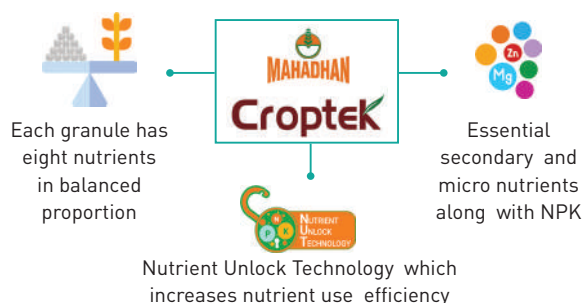 MAHADHAN
Croptek
Zn
Mg
Each granule has
eight nutrients
in balanced
proportion
Essential
secondary and
micro nutrients
along with NPK
N
P K
NUTRIENT
UNLOCK
TECHNOLOGY
Nutrient Unlock Technology which
increases nutrient use efficiency